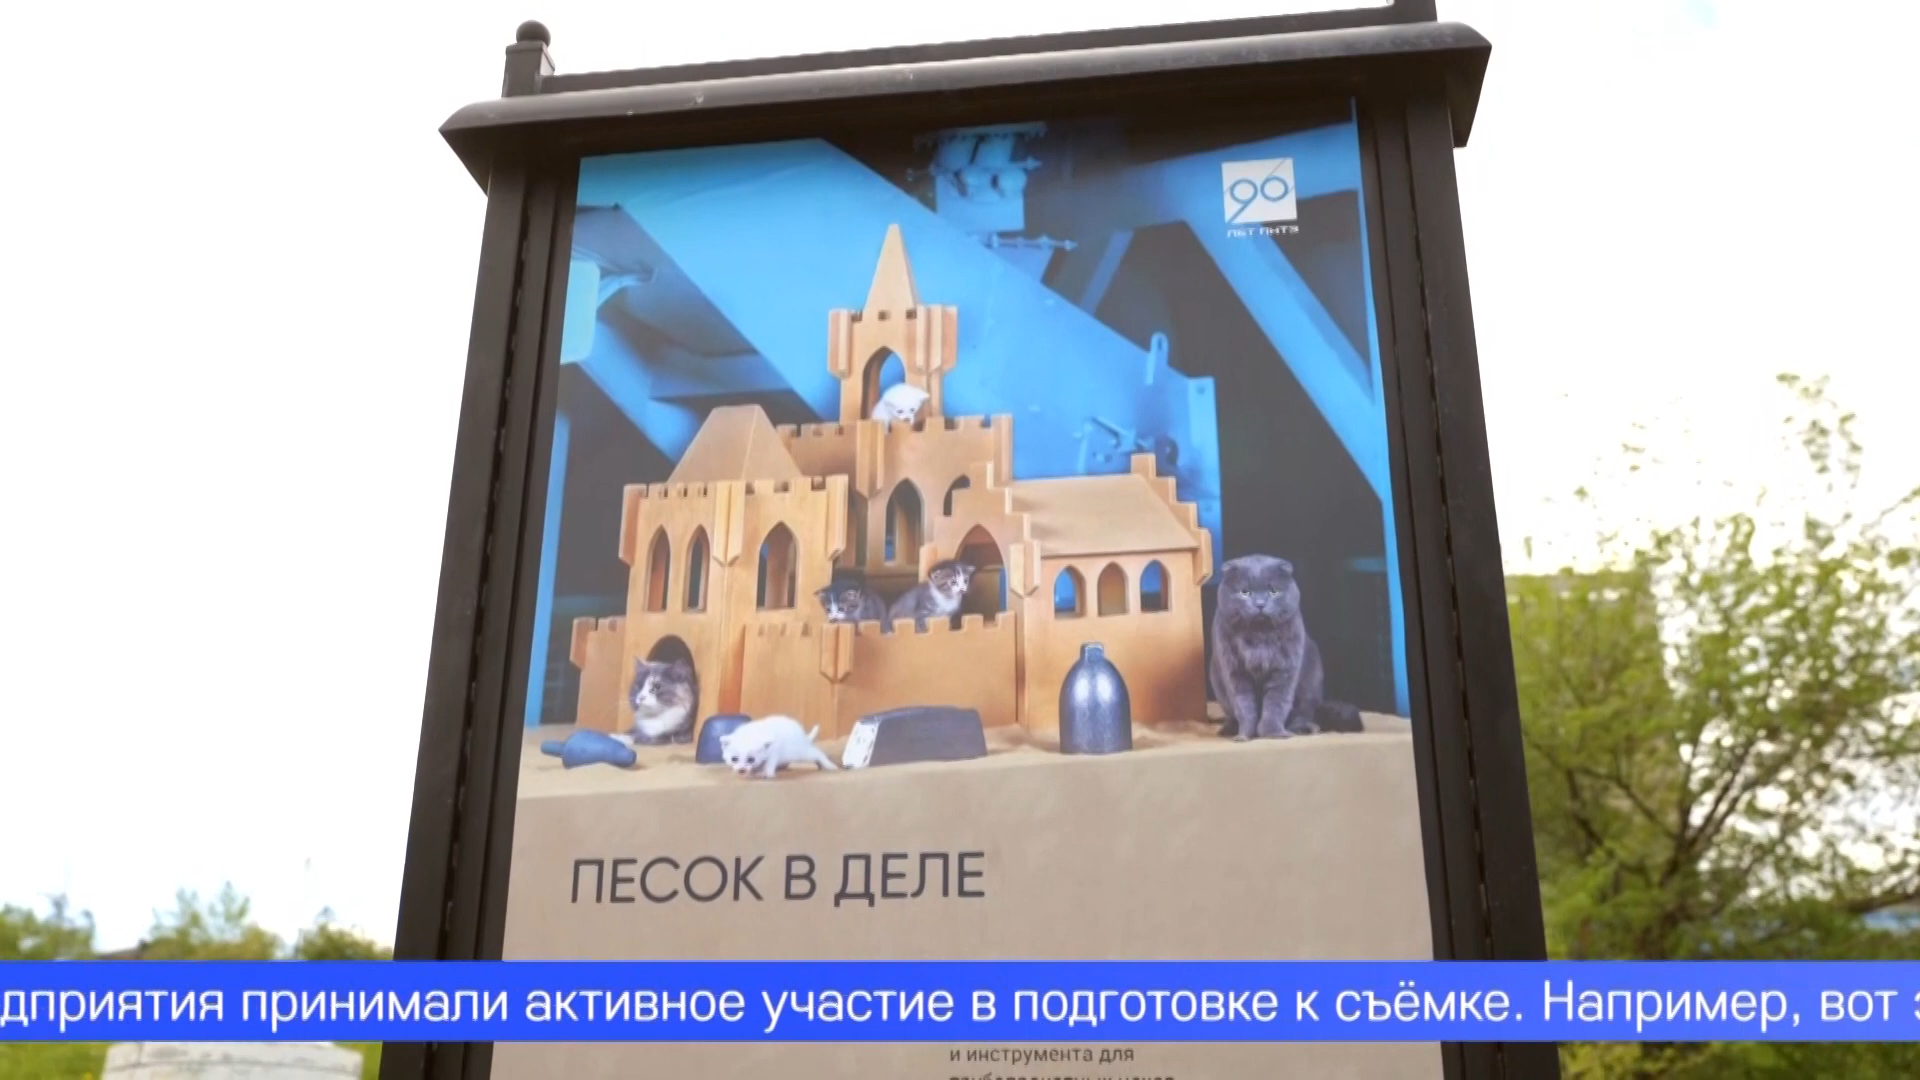 90
ЛЕТ ПНТЗ
ПЕСОК В ДЕЛЕ
дприятия принимали активное участие в подготовке к съёмке. Например, вот э
и инструмента для